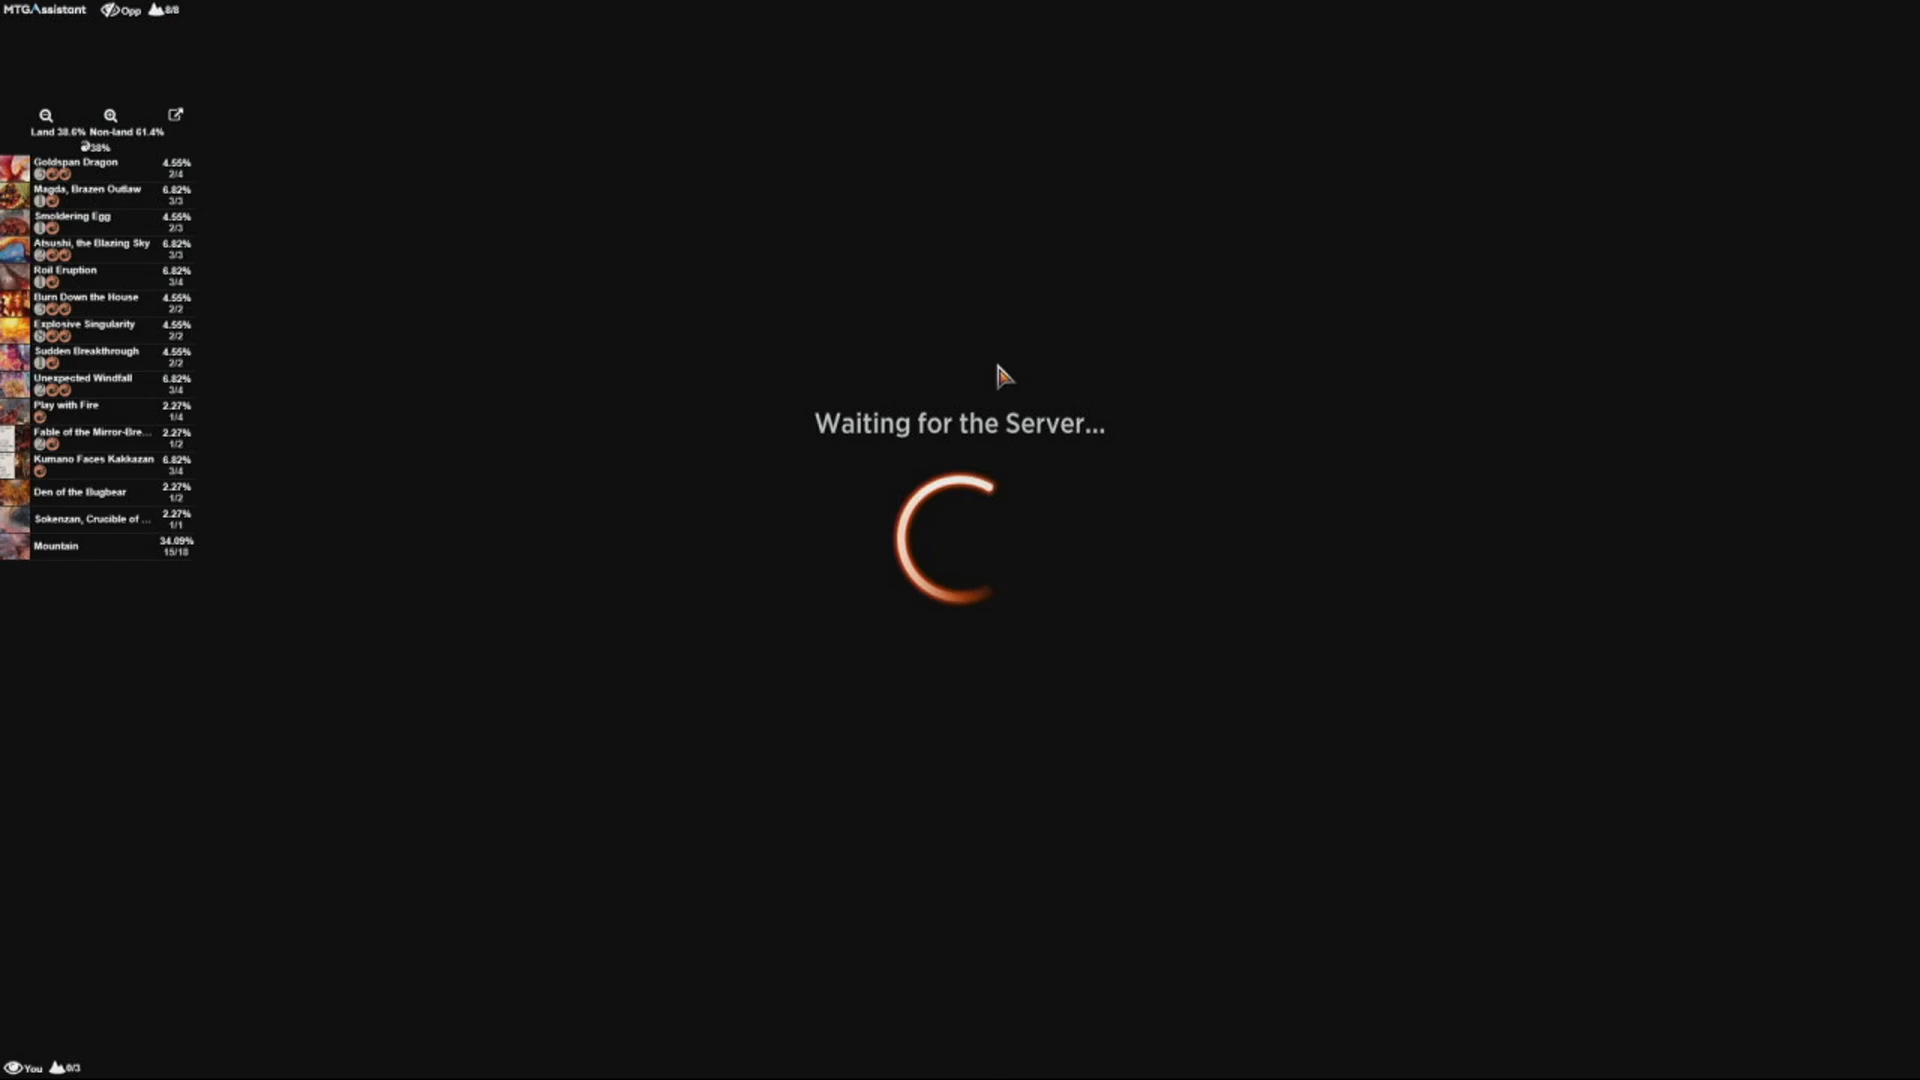 MTGAssistant Opp 8/8
Land 38.6% Non-land 61.4%
38%
Goldspan Dragon 4.55%
2/4
Magda, Brazen Outlaw 6.82%
3/3
Smoldering Egg 4.55%
2/3
Atsushi, the Blazing Sky 6.82%
3/3
Roil Eruption 6.82%
3/4
Burn Down the House 4.55%
2/2
Explosive Singularity 4.55%
2/2
Sudden Breakthrough 4.55%
2/2
Unexpected Windfall 6.82%
3/4
Play with Fire 2.27%
1/4
Fable of the Mirror-Bre... 2.27%
1/2
Kumano Faces Kakkazan 6.82%
3/4
Den of the Bugbear 2.27%
1/2
Sokenzan, Crucible of ... 2.27%
1/1
Mountain 34.09%
15/18
Waiting for the Server...
You 0/3